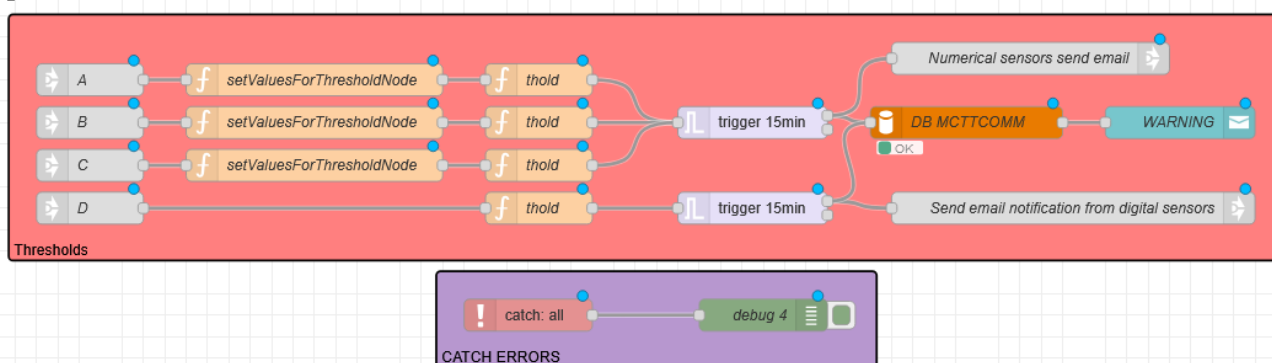 Numerical sensors send email
A setValuesForThresholdNode thold
B setValuesForThresholdNode thold trigger 15min DB MCTTCOMM WARNING
OK
C setValuesForThresholdNode thold
D thold trigger 15min Send email notification from digital sensors
Thresholds
catch: all debug 4
CATCH ERRORS